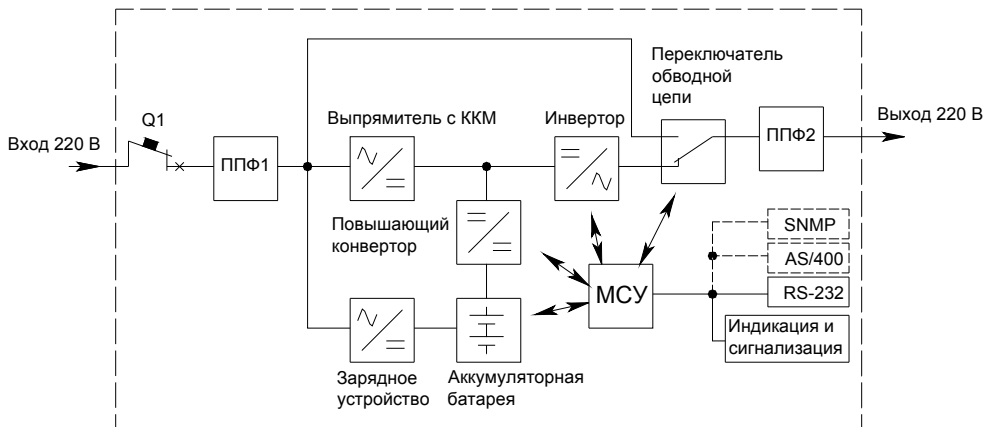 Переключатель
обводной
цепи
Q1
Выпрямитель с ККМ
Инвертор
Выход 220 В
Вход 220 В
ППФ1
ППФ2
Повышающий
конвертор
МСУ
SNMP
AS/400
RS-232
Индикация и
сигнализация
Зарядное
устройство
Аккумуляторная
батарея